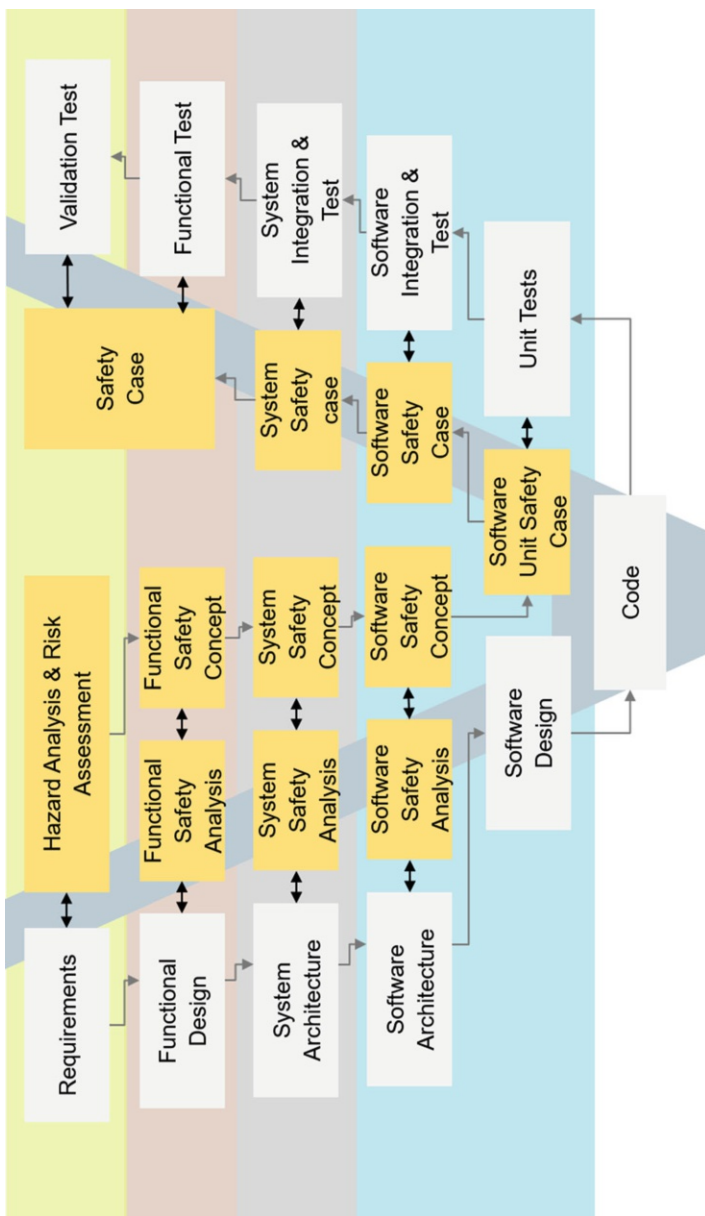 Requirements
Hazard Analysis & Risk
Assessment
Safety
Case
Validation Test
Functional
Design
Functional
Safety
Analysis
Functional
Safety
Concept
Functional Test
System
Architecture
System
Safety
Analysis
System
Safety
Concept
System
Safety
case
System
Integration &
Test
Software
Architecture
Software
Safety
Analysis
Software
Safety
Concept
Software
Safety
Case
Software
Integration &
Test
Software
Design
Software
Unit Safety
Case
Unit Tests
Code